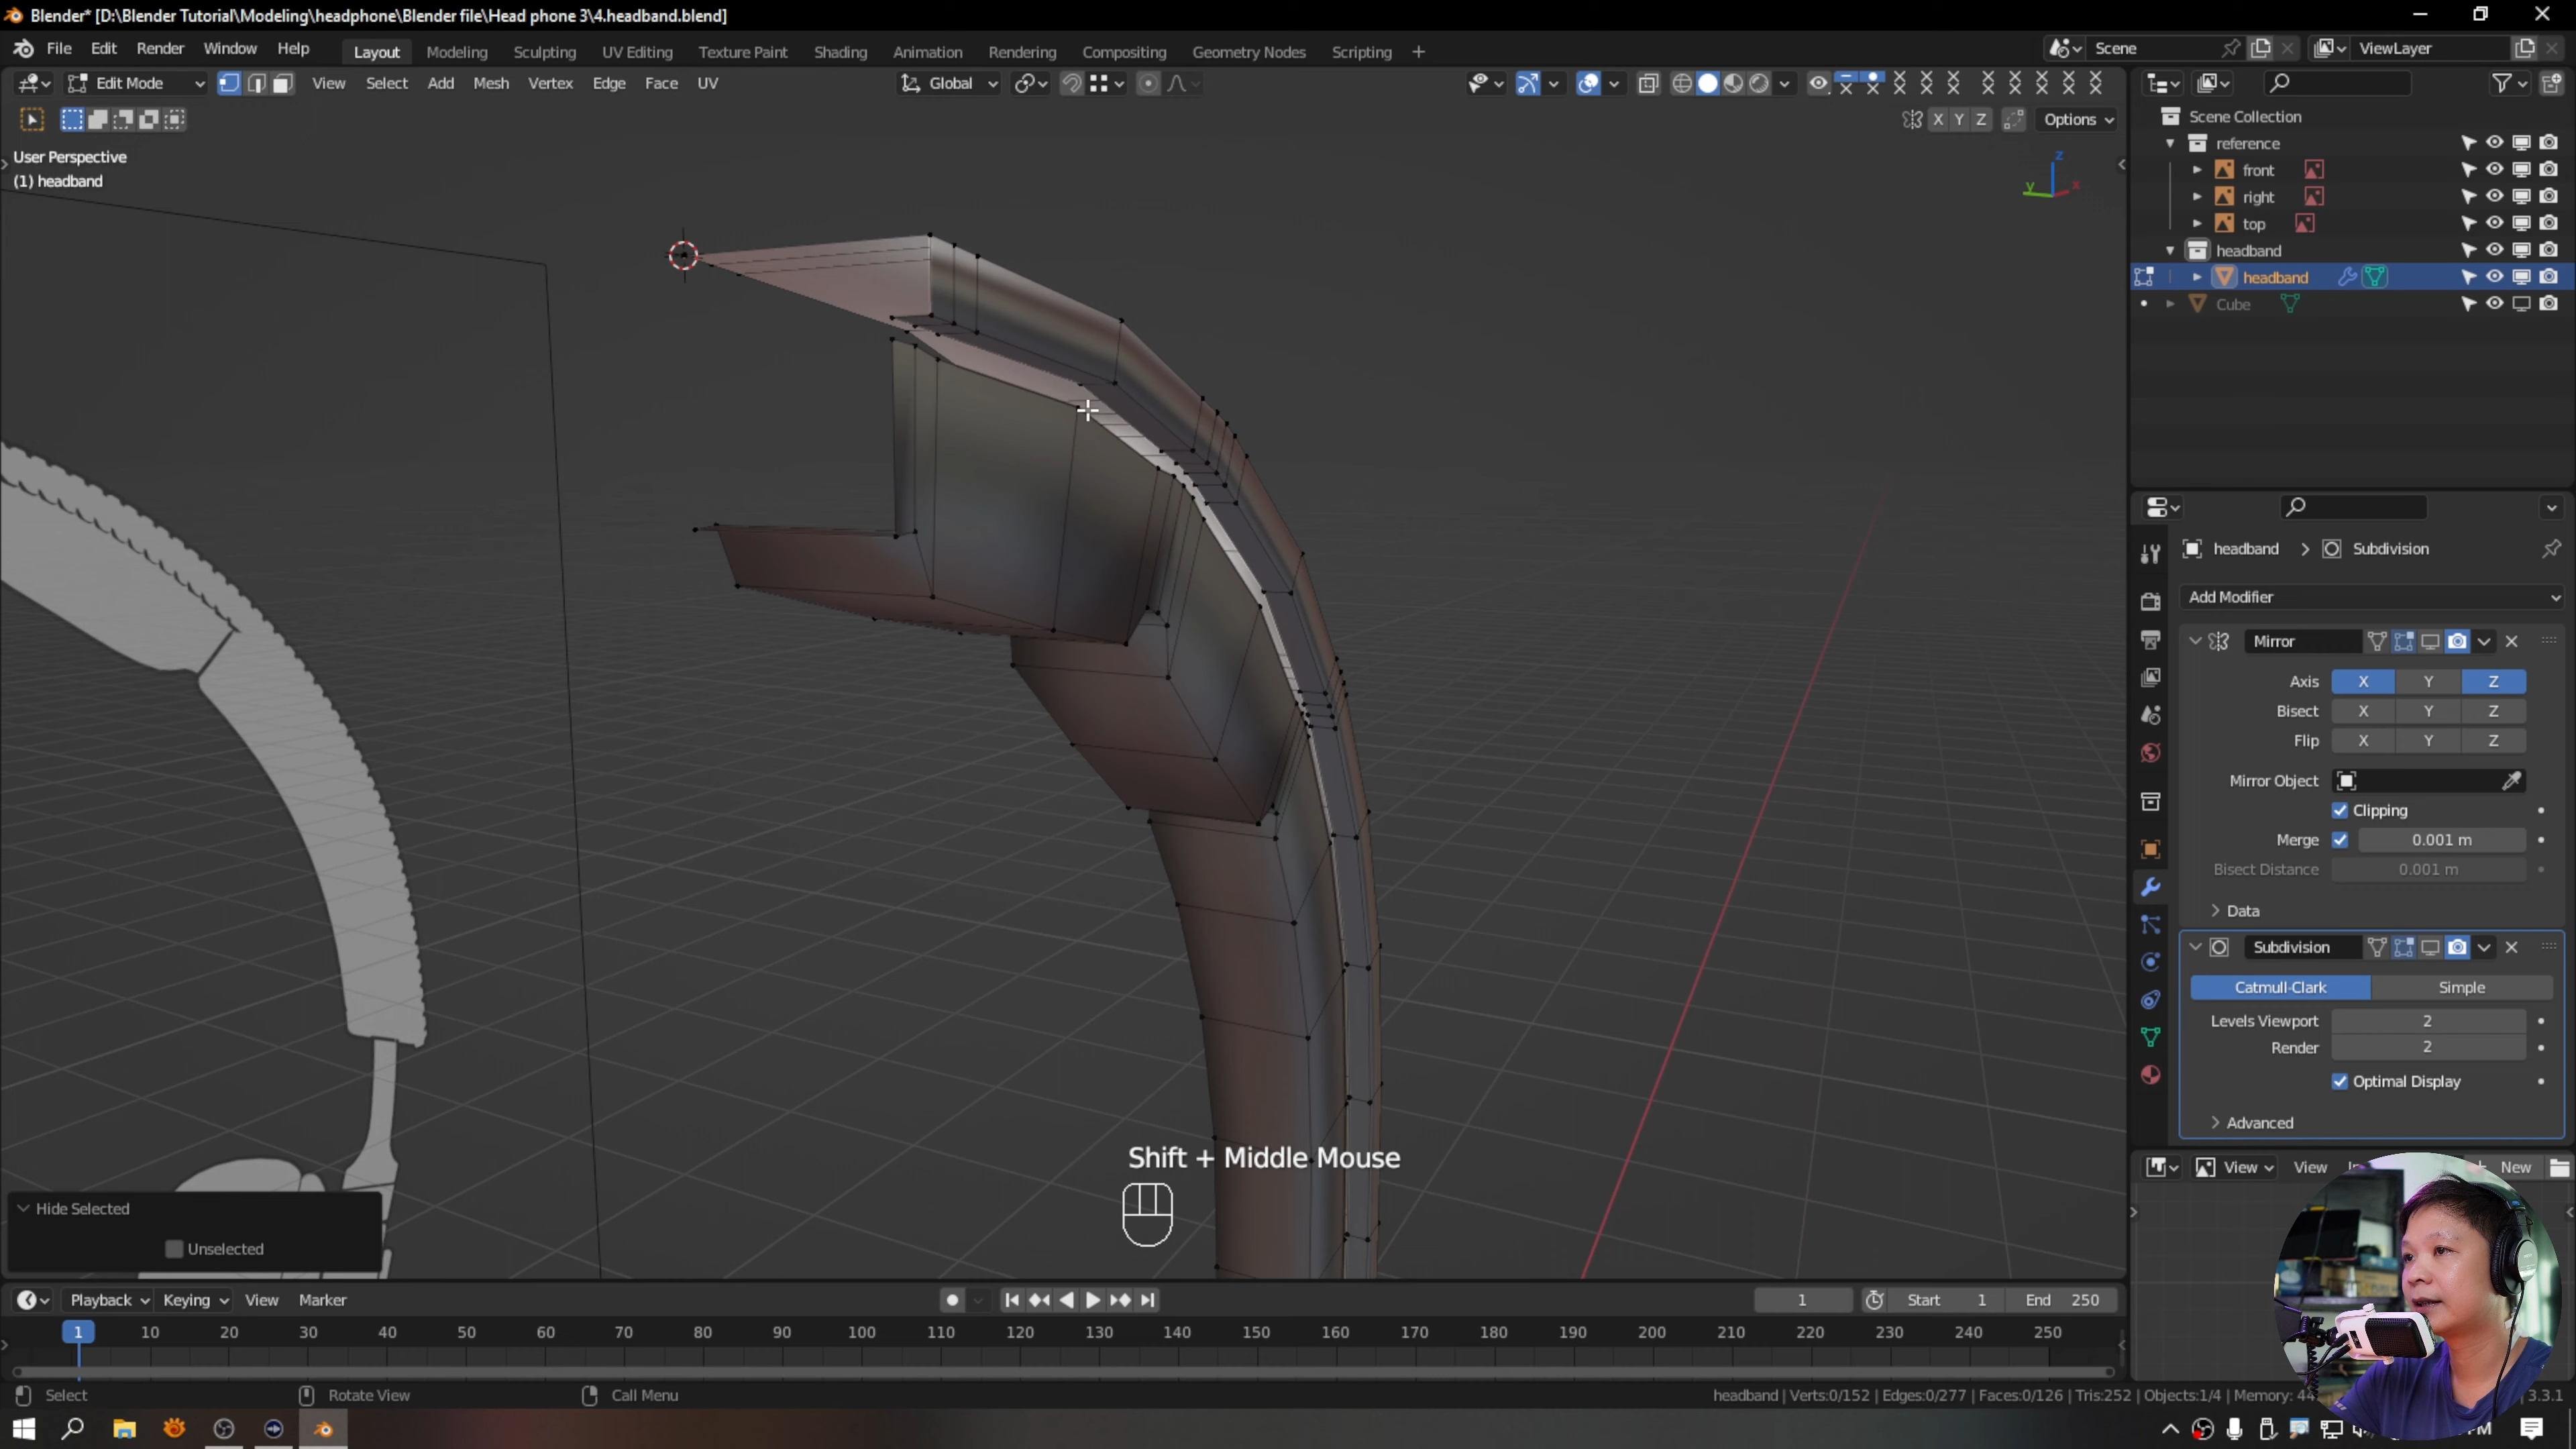 Blender* [D:\Blender Tutorial\Modeling\headphone\Blender file\Head phone 3\4.headband.blend]
File Edit Render Window Help Layout Modeling Sculpting UV Editing Texture Paint Shading Animation Rendering Compositing Geometry Nodes Scripting + Scene ViewLayer
Edit Mode View Select Add Mesh Vertex Edge Face UV Global
X Y Z Options
User Perspective
(1) headband
z
y x
Scene Collection
reference
front
right
top
headband
headband
Cube
headband > Subdivision
Add Modifier
Mirror
Axis X Y Z
Bisect X Y Z
Flip X Y Z
Mirror Object
Clipping
Merge 0.001 m
Bisect Distance 0.001 m
Data
Subdivision
Catmull-Clark Simple
Levels Viewport 2
Render 2
Optimal Display
Advanced
Shift + Middle Mouse
View View New
Hide Selected
Unselected
Playback Keying View Marker 1 Start 1 End 250
1 10 20 30 40 50 60 70 80 90 100 110 120 130 140 150 160 170 180 190 200 210 220 230 240 250
Select Rotate View Call Menu headband | Verts:0/152 | Edges:0/277 | Faces:0/126 | Tris:252 | Objects:1/4 | Memory: 44 3.3.1